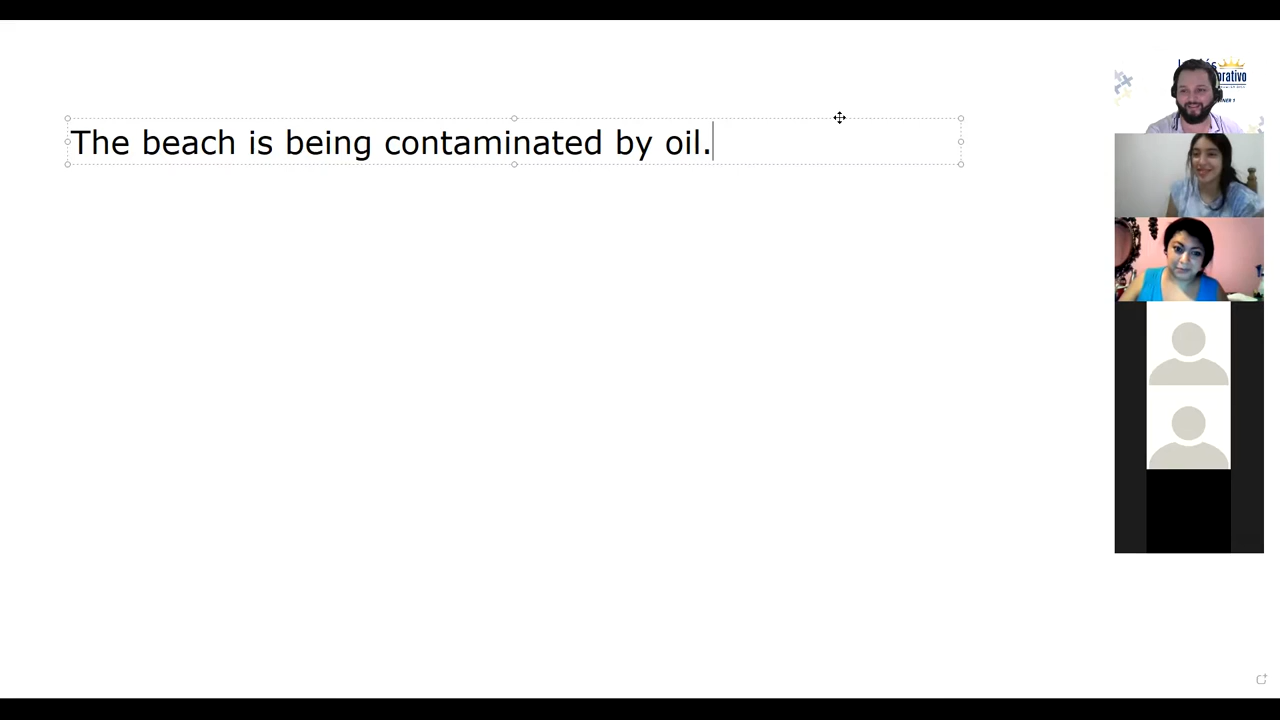 The beach is being contaminated by oil.